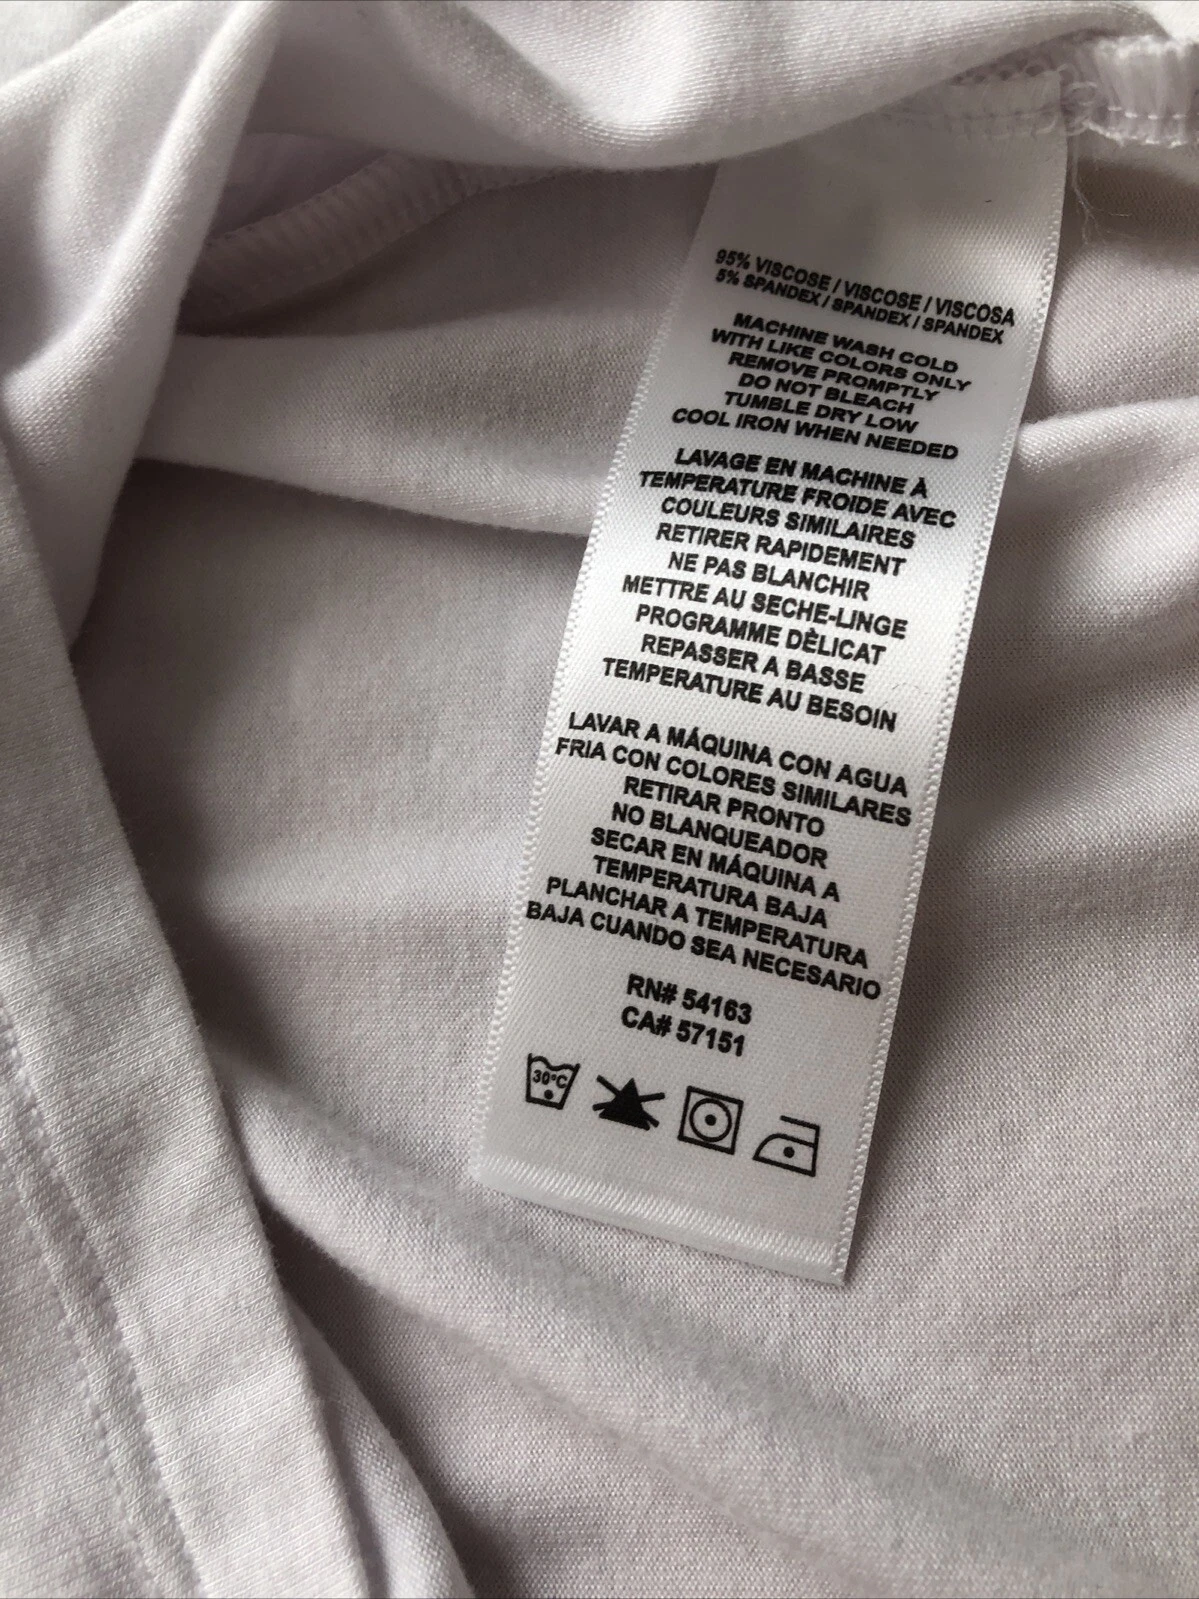 95% VISCOSE / VISCOSE / VISCOSA
5% SPANDEX / SPANDEX / SPANDEX
MACHINE WASH COLD
WITH LIKE COLORS ONLY
REMOVE PROMPTLY
DO NOT BLEACH
TUMBLE DRY LOW
COOL IRON WHEN NEEDED
LAVAGE EN MACHINE À
TEMPERATURE FROIDE AVEC
COULEURS SIMILAIRES
RETIRER RAPIDEMENT
NE PAS BLANCHIR
METTRE AU SECHE-LINGE
PROGRAMME DÈLICAT
REPASSER A BASSE
TEMPERATURE AU BESOIN
LAVAR A MÁQUINA CON AGUA
FRIA CON COLORES SIMILARES
RETIRAR PRONTO
NO BLANQUEADOR
SECAR EN MÁQUINA A
TEMPERATURA BAJA
PLANCHAR A TEMPERATURA
BAJA CUANDO SEA NECESARIO
RN# 54163
CA# 57151
30°C